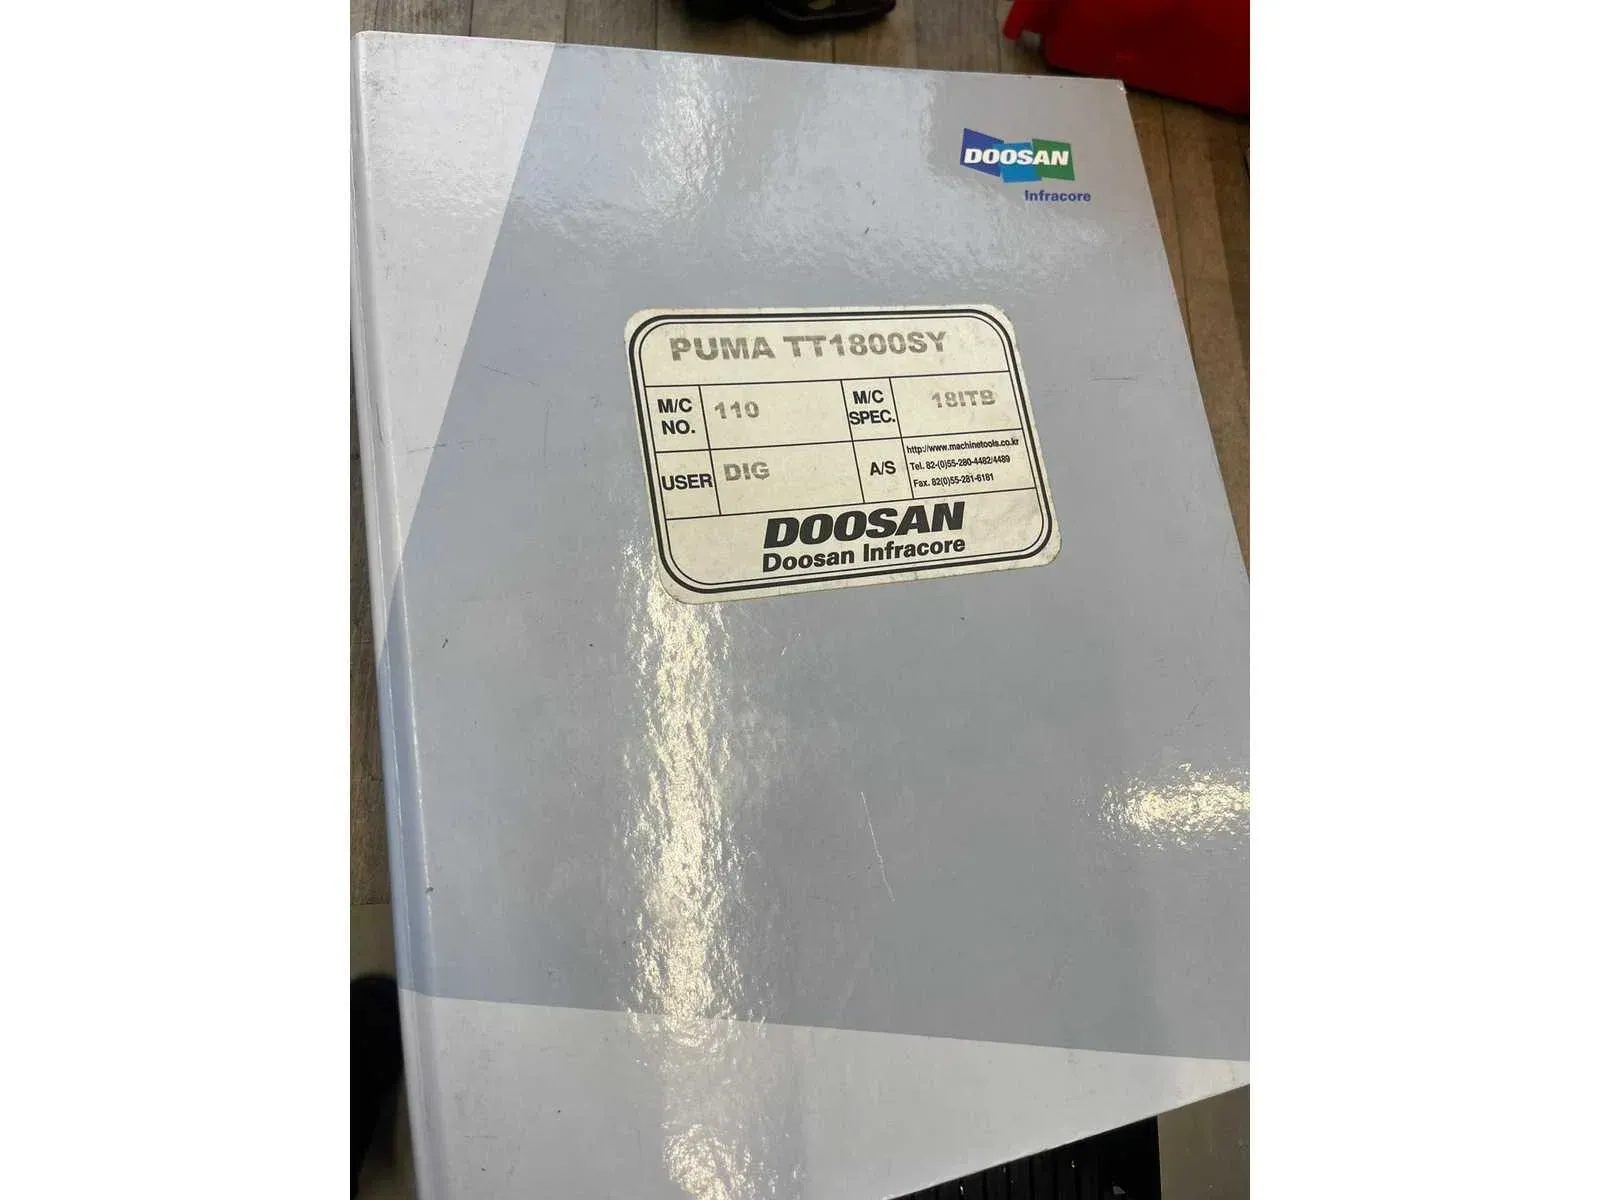 DOOSAN
Infracore
PUMA TT1800SY
M/C NO. 110 M/C SPEC. 18ITB
USER DIG A/S http://www.machinetools.co.kr
Tel. 82-(0)55-280-4482/4489
Fax. 82(0)55-281-6181
DOOSAN
Doosan Infracore